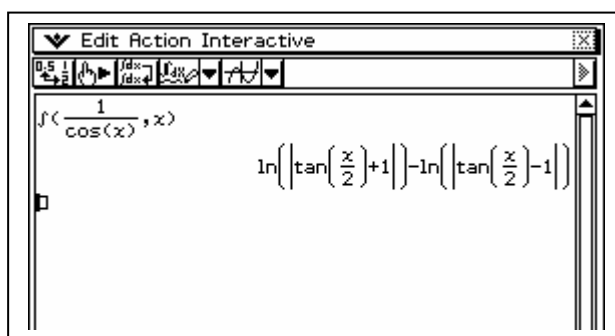 Edit Action Interactive
∫(1/cos(x),x)
ln(|tan(x/2)+1|)-ln(|tan(x/2)-1|)